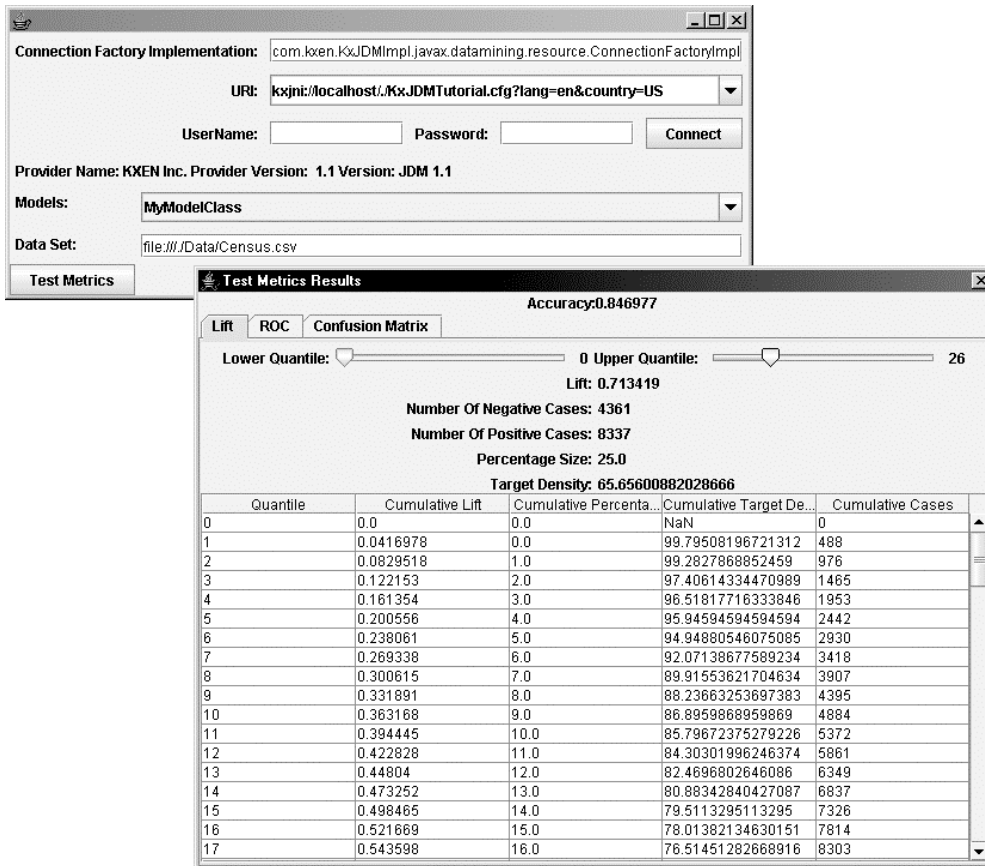 Connection Factory Implementation: com.kxen.KxJDMImpl.javax.datamining.resource.ConnectionFactoryImpl
URI: kxjni://localhost/./KxJDMTutorial.cfg?lang=en&country=US
UserName: Password: Connect
Provider Name: KXEN Inc. Provider Version: 1.1 Version: JDM 1.1
Models: MyModelClass
Data Set: file:///./Data/Census.csv
Test Metrics
Test Metrics Results
Accuracy:0.846977
Lift ROC Confusion Matrix
Lower Quantile: 0 Upper Quantile: 26
Lift: 0.713419
Number Of Negative Cases: 4361
Number Of Positive Cases: 8337
Percentage Size: 25.0
Target Density: 65.65600882028666
Quantile Cumulative Lift Cumulative Percenta... Cumulative Target De... Cumulative Cases
0 0.0 0.0 NaN 0
1 0.0416978 0.0 99.79508196721312 488
2 0.0829518 1.0 99.2827868852459 976
3 0.122153 2.0 97.40614334470989 1465
4 0.161354 3.0 96.51817716333846 1953
5 0.200556 4.0 95.94594594594594 2442
6 0.238061 5.0 94.94880546075085 2930
7 0.269338 6.0 92.07138677589234 3418
8 0.300615 7.0 89.91553621704634 3907
9 0.331891 8.0 88.23663253697383 4395
10 0.363168 9.0 86.8959868959869 4884
11 0.394445 10.0 85.79672375279226 5372
12 0.422828 11.0 84.30301996246374 5861
13 0.44804 12.0 82.4696802646086 6349
14 0.473252 13.0 80.88342840427087 6837
15 0.498465 14.0 79.5113295113295 7326
16 0.521669 15.0 78.01382134630151 7814
17 0.543598 16.0 76.51451282668916 8303